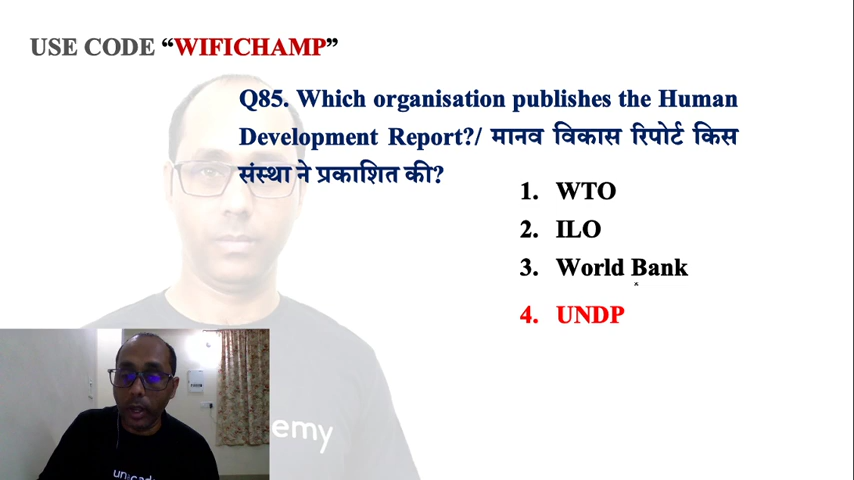 USE CODE “WIFICHAMP”
Q85. Which organisation publishes the Human
Development Report?/ मानव विकास रिपोर्ट किस
संस्था ने प्रकाशित की?
1. WTO
2. ILO
3. World Bank
4. UNDP
emy